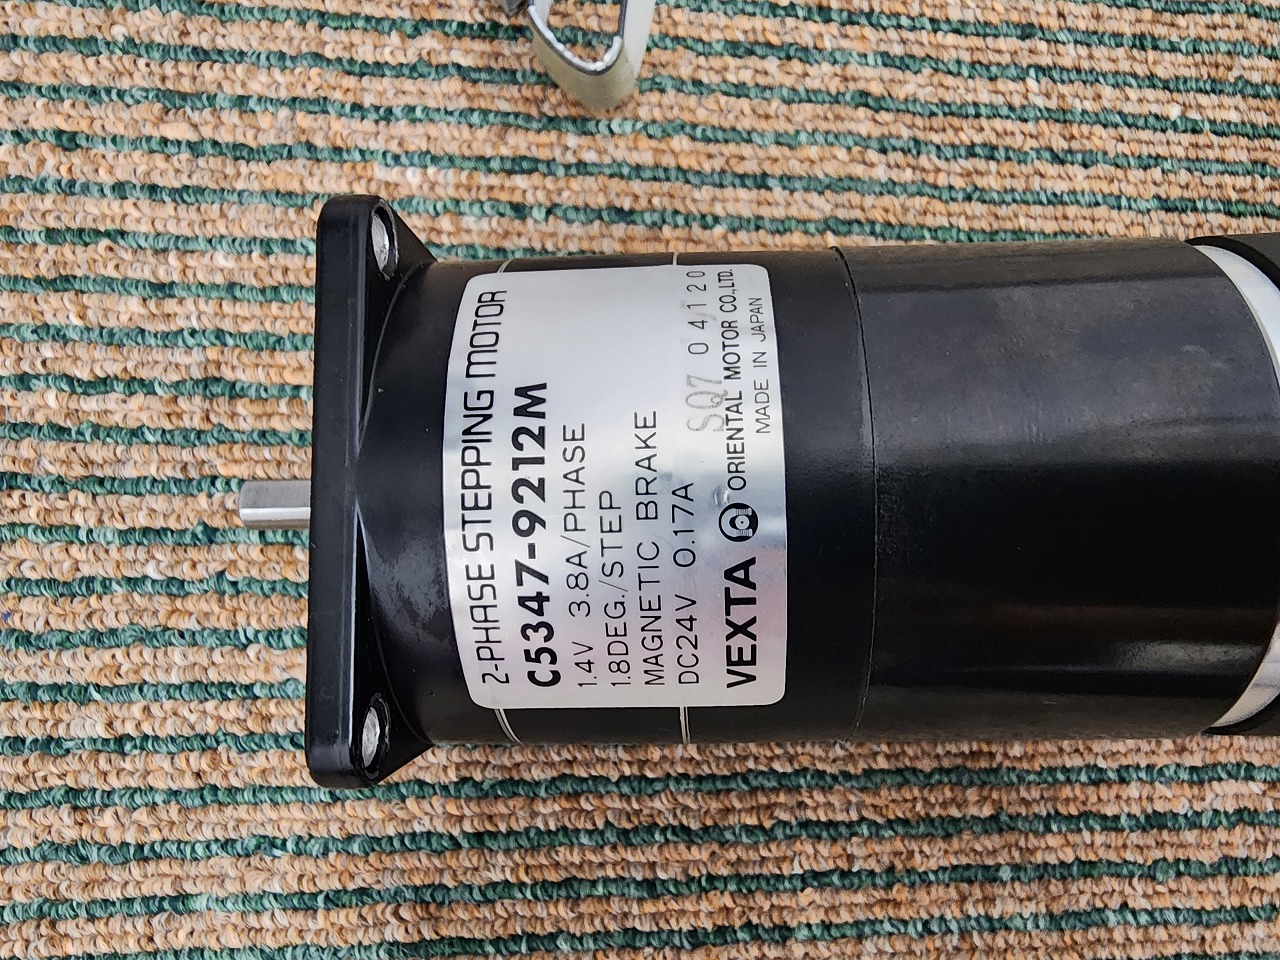 2-PHASE STEPPING MOTOR
C5347-9212M
1.4V 3.8A/PHASE
1.8DEG./STEP
MAGNETIC BRAKE
DC24V 0.17A
SQ7 04120
VEXTA ORIENTAL MOTOR CO.,LTD.
MADE IN JAPAN